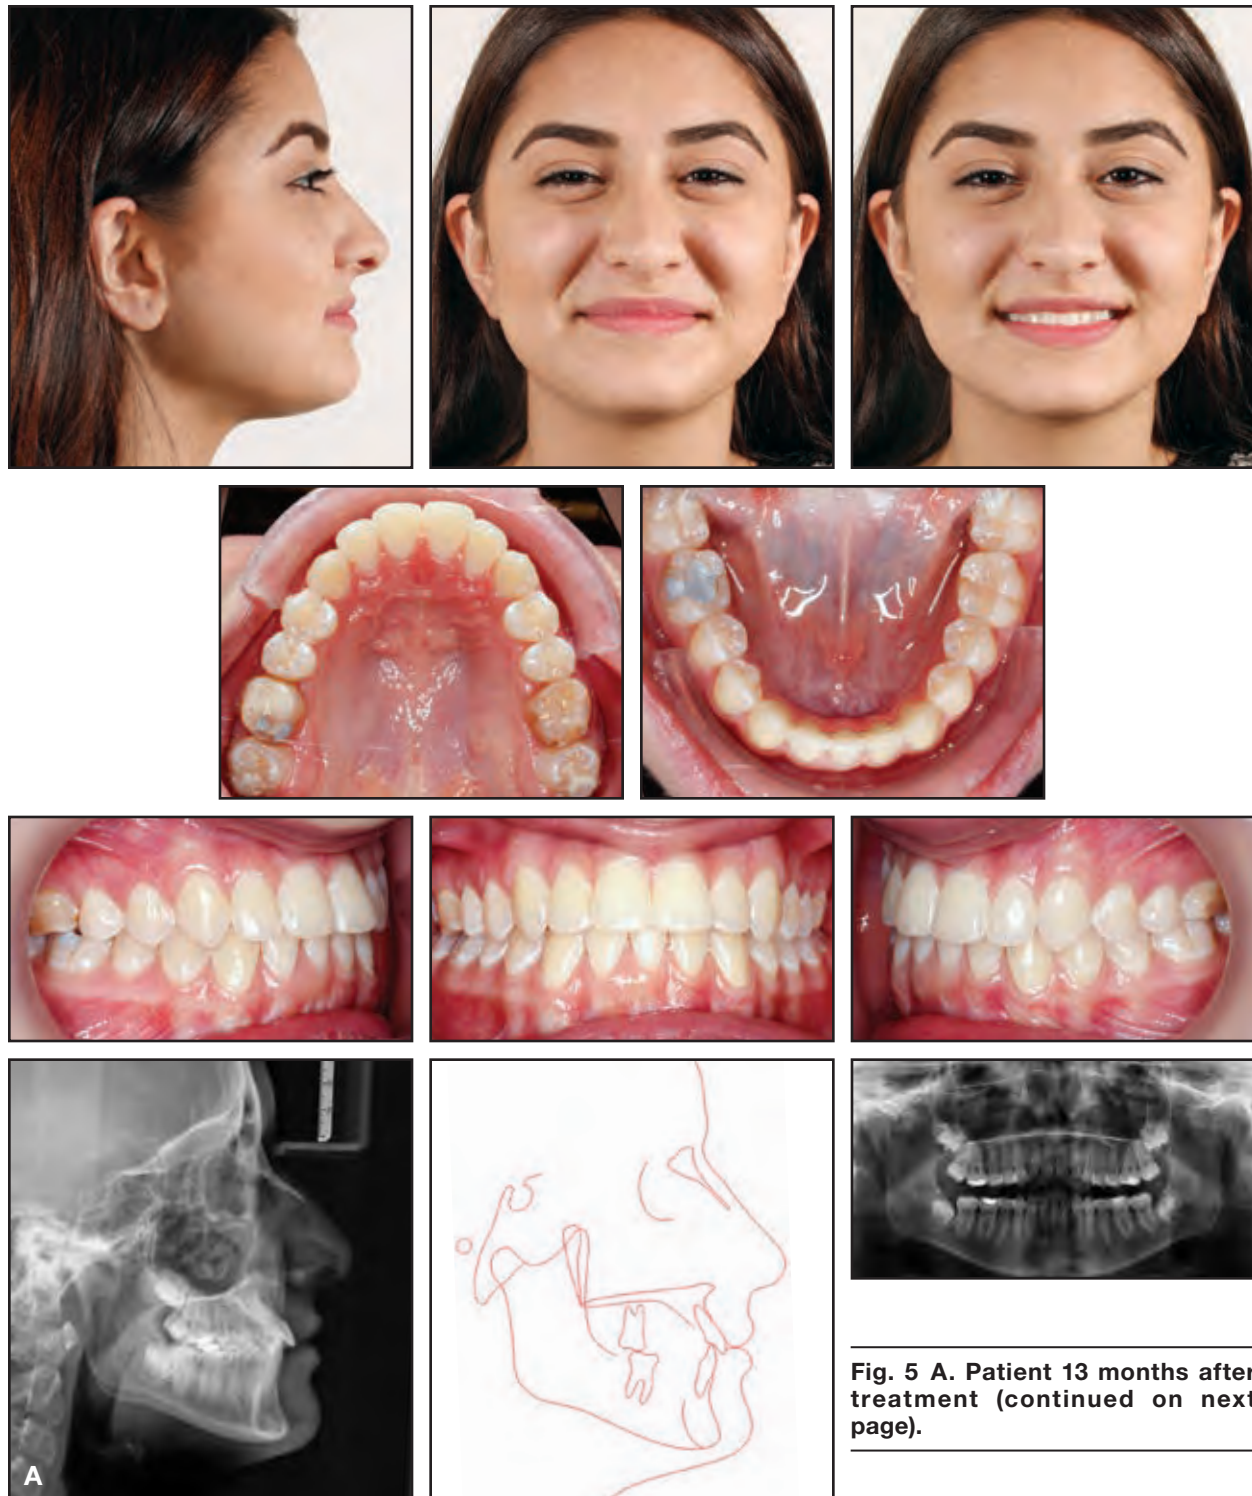 A
Fig. 5 A. Patient 13 months after
treatment (continued on next
page).